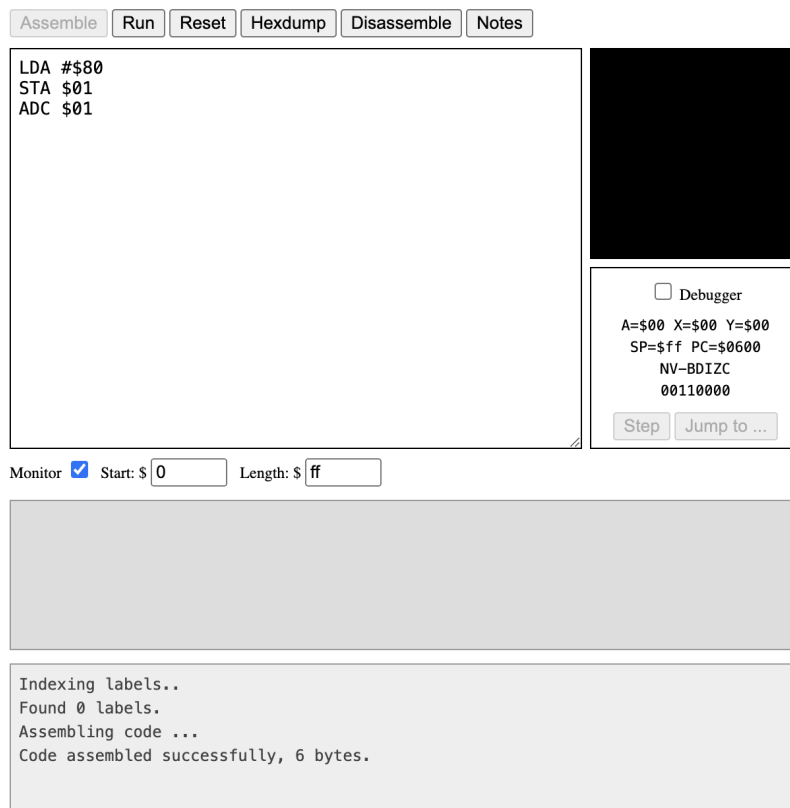 Assemble Run Reset Hexdump Disassemble Notes
LDA #$80
STA $01
ADC $01
Debugger
A=$00 X=$00 Y=$00
SP=$ff PC=$0600
NV-BDIZC
00110000
Step Jump to ...
Monitor Start: $ 0 Length: $ ff
Indexing labels..
Found 0 labels.
Assembling code ...
Code assembled successfully, 6 bytes.